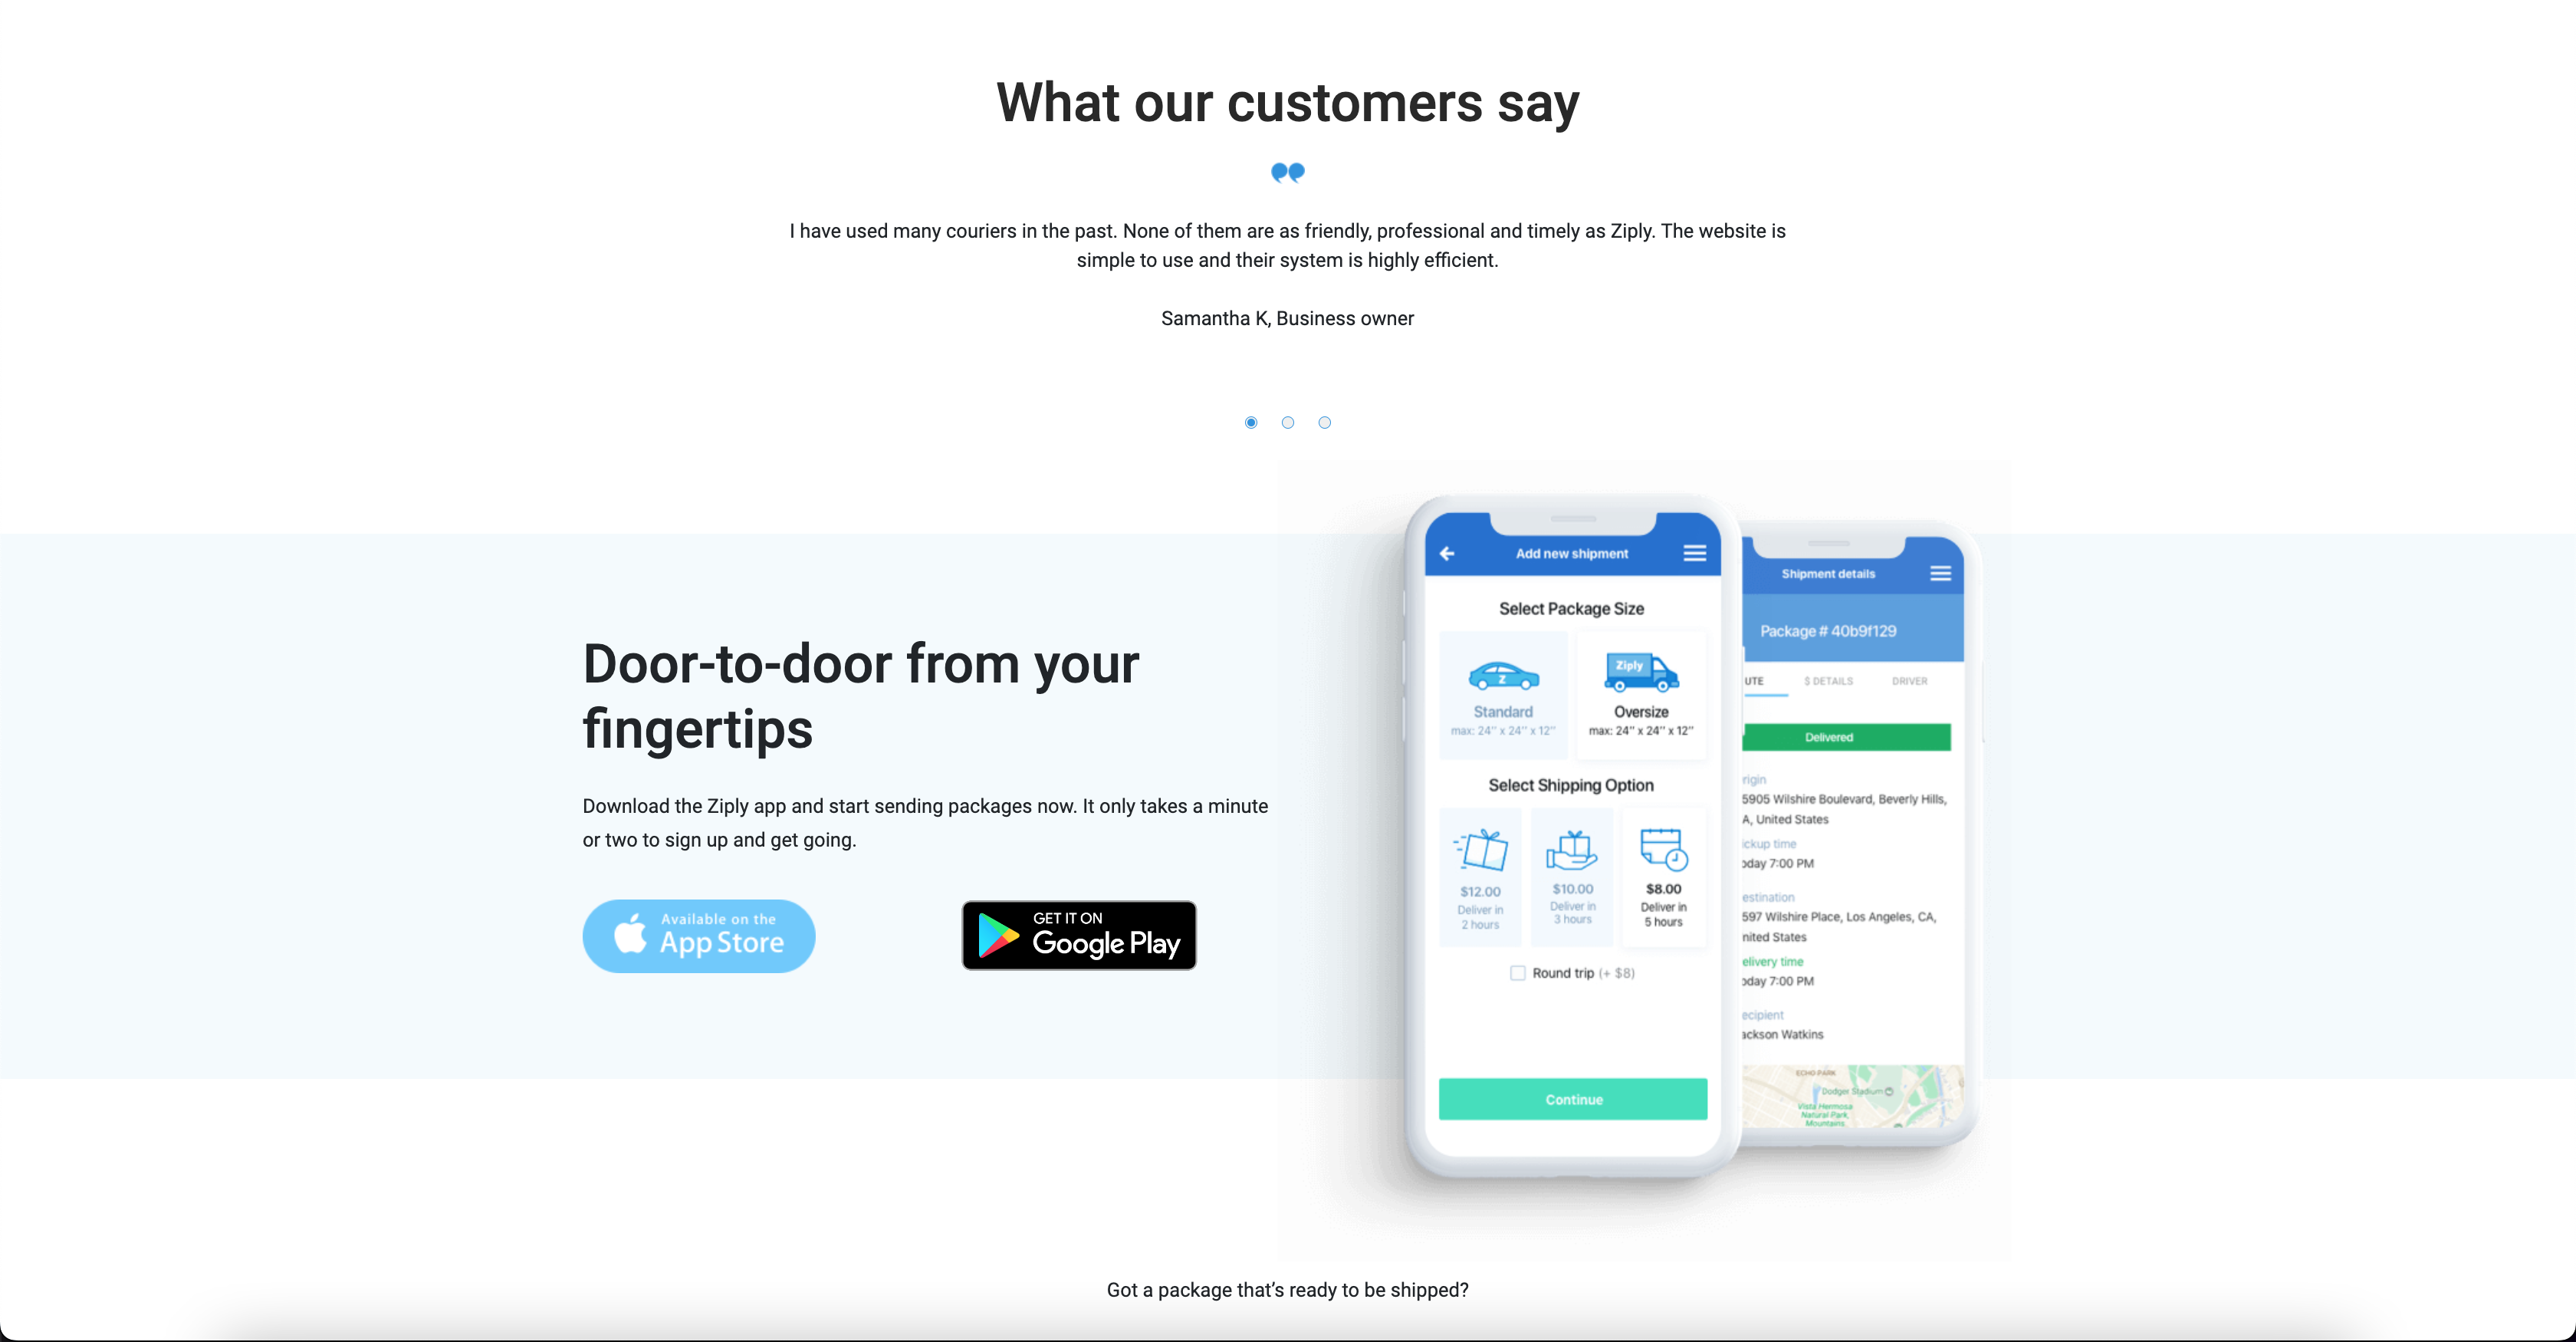 What our customers say
I have used many couriers in the past. None of them are as friendly, professional and timely as Ziply. The website is
simple to use and their system is highly efficient.
Samantha K, Business owner
Door-to-door from your
fingertips
Download the Ziply app and start sending packages now. It only takes a minute
or two to sign up and get going.
Available on the
App Store
GET IT ON
Google Play
Add new shipment
Select Package Size
Z
Ziply
Standard
Oversize
max: 24" x 24" x 12"
max: 24" x 24" x 12"
Select Shipping Option
$12.00
$10.00
$8.00
Deliver in
Deliver in
Deliver in
2 hours
3 hours
5 hours
Round trip (+ $8)
Continue
Shipment details
Package # 40b9f129
UTE
$ DETAILS
DRIVER
Delivered
rigin
5905 Wilshire Boulevard, Beverly Hills,
A, United States
ickup time
oday 7:00 PM
estination
597 Wilshire Place, Los Angeles, CA,
nited States
elivery time
oday 7:00 PM
ecipient
ackson Watkins
ECHO PARK
Dodger Stadium
Vista Hermosa
Natural Park,
Mountains
Got a package that’s ready to be shipped?